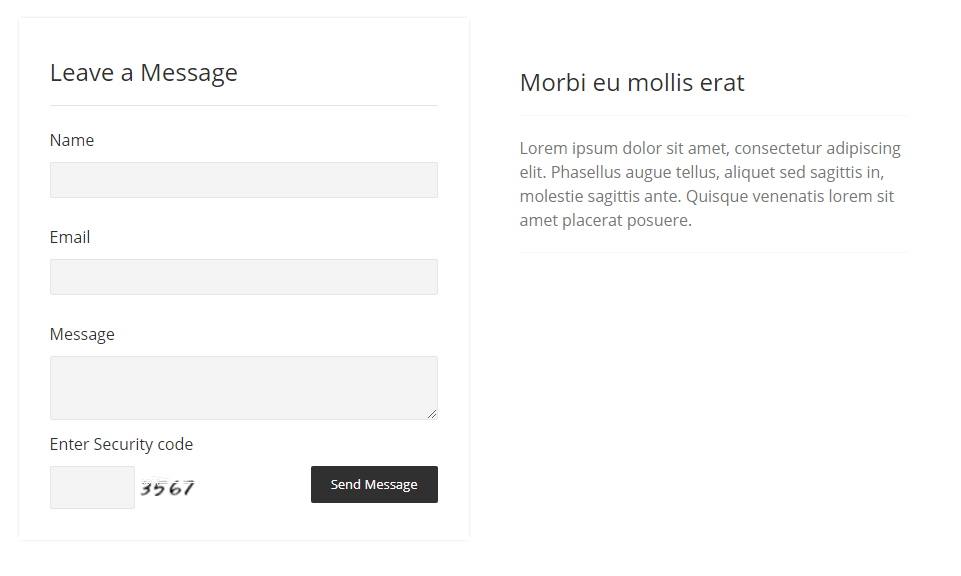 Leave a Message
Name
Email
Message
Enter Security code
3567
Send Message
Morbi eu mollis erat
Lorem ipsum dolor sit amet, consectetur adipiscing
elit. Phasellus augue tellus, aliquet sed sagittis in,
molestie sagittis ante. Quisque venenatis lorem sit
amet placerat posuere.